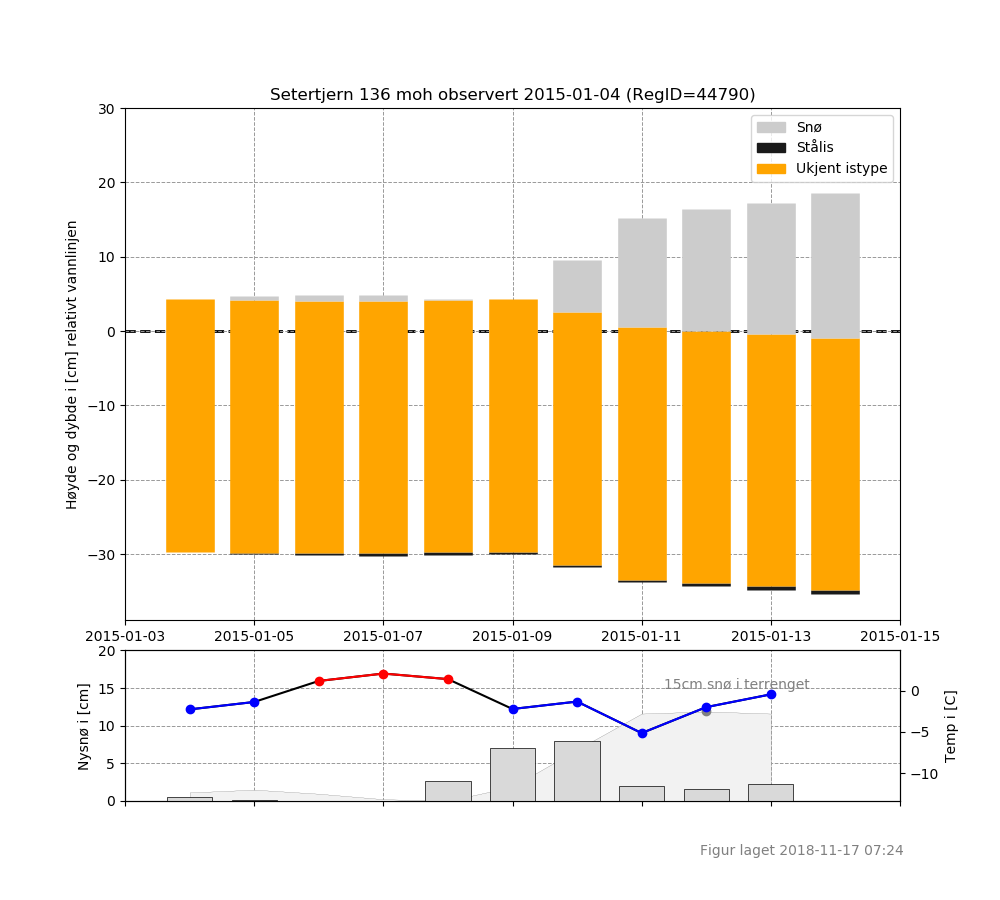 Setertjern 136 moh observert 2015-01-04 (RegID=44790)
Høyde og dybde i [cm] relativt vannlinjen
30
20
10
0
−10
−20
−30
Snø
Stålis
Ukjent istype
2015-01-03 2015-01-05 2015-01-07 2015-01-09 2015-01-11 2015-01-13 2015-01-15
Nysnø i [cm]
20
15
10
5
0
15cm snø i terrenget
0
−5
−10
Temp i [C]
Figur laget 2018-11-17 07:24